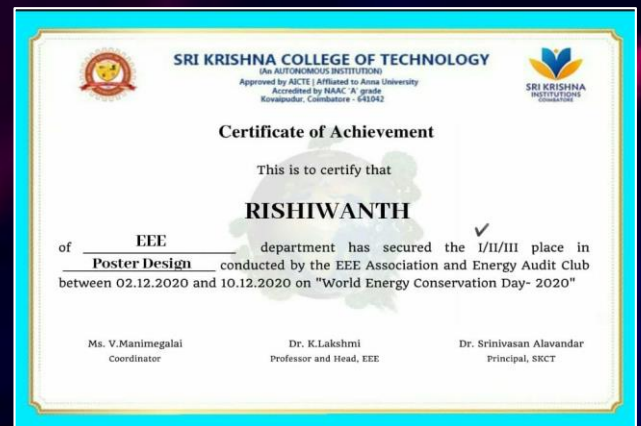 SRI KRISHNA COLLEGE OF TECHNOLOGY
(An AUTONOMOUS INSTITUTION)
Approved by AICTE | Affiliated to Anna University
Accredited by NAAC 'A' grade
Kovaipudur, Coimbatore - 641042
SRI KRISHNA
INSTITUTIONS
COIMBATORE
Certificate of Achievement
This is to certify that
RISHIWANTH
of EEE department has secured the I/II/III place in
Poster Design conducted by the EEE Association and Energy Audit Club
between 02.12.2020 and 10.12.2020 on "World Energy Conservation Day- 2020"
Ms. V.Manimegalai
Coordinator
Dr. K.Lakshmi
Professor and Head, EEE
Dr. Srinivasan Alavandar
Principal, SKCT